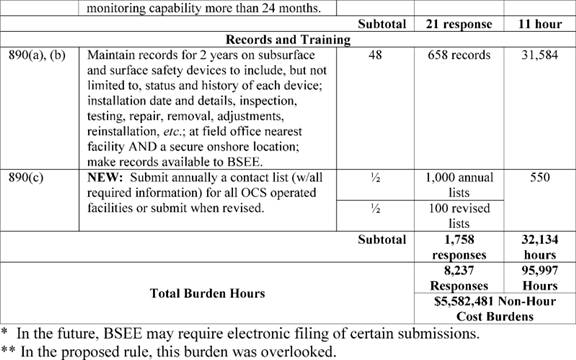 monitoring capability more than 24 months.
Subtotal 21 response 11 hour
Records and Training
890(a), (b) Maintain records for 2 years on subsurface 48 658 records 31,584
and surface safety devices to include, but not
limited to, status and history of each device;
installation date and details, inspection,
testing, repair, removal, adjustments,
reinstallation, etc.; at field office nearest
facility AND a secure onshore location;
make records available to BSEE.
890(c) NEW: Submit annually a contact list (w/all ½ 1,000 annual 550
required information) for all OCS operated lists
facilities or submit when revised. ½ 100 revised
lists
Subtotal 1,758 32,134
responses hours
8,237 95,997
Total Burden Hours Responses Hours
$5,582,481 Non-Hour
Cost Burdens
* In the future, BSEE may require electronic filing of certain submissions.
** In the proposed rule, this burden was overlooked.